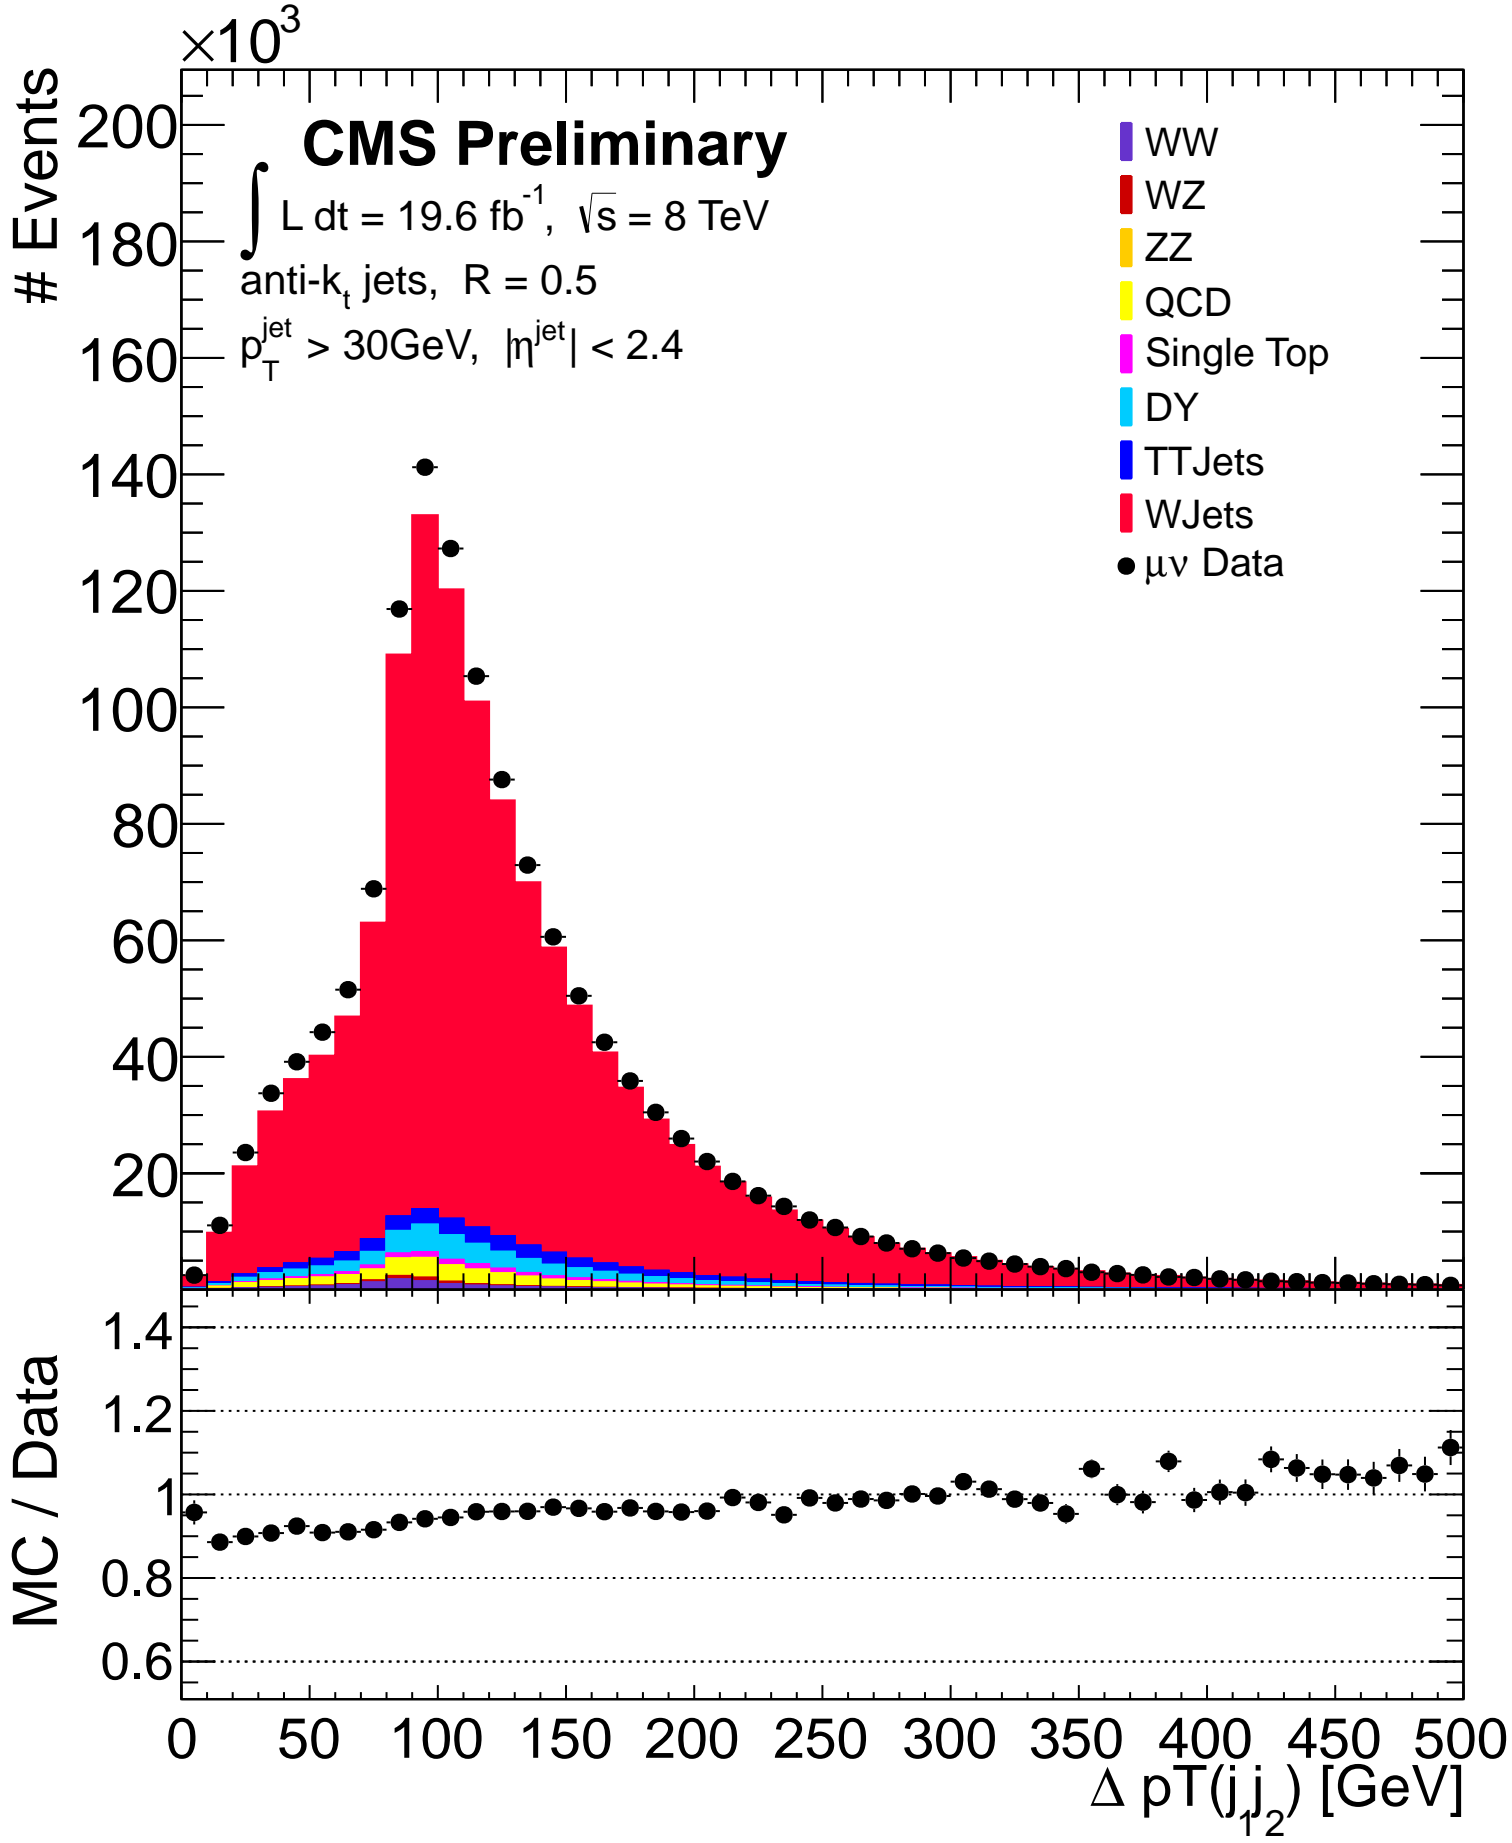 ×10³
# Events
200
180
160
140
120
100
80
60
40
20
CMS Preliminary
∫ L dt = 19.6 fb⁻¹, √s = 8 TeV
anti-kₜ jets, R = 0.5
p_T^jet > 30GeV, |η^jet| < 2.4
WW
WZ
ZZ
QCD
Single Top
DY
TTJets
WJets
μν Data
MC / Data
1.4
1.2
1
0.8
0.6
0 50 100 150 200 250 300 350 400 450 500
Δ pT(j₁j₂) [GeV]